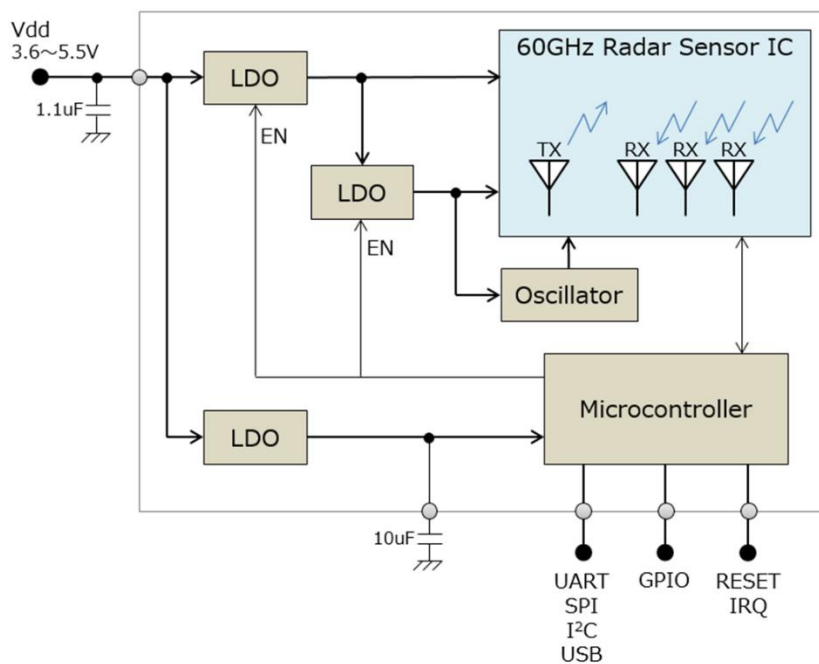 Vdd
3.6～5.5V
1.1uF
LDO
EN
LDO
EN
60GHz Radar Sensor IC
TX
RX
RX
RX
Oscillator
Microcontroller
LDO
10uF
UART
SPI
I²C
USB
GPIO
RESET
IRQ